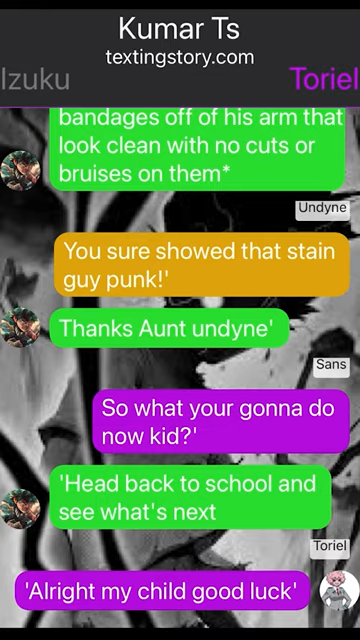 Kumar Ts
textingstory.com
Izuku
Toriel
bandages off of his arm that
look clean with no cuts or
bruises on them*
Undyne
You sure showed that stain
guy punk!'
Thanks Aunt undyne'
Sans
So what your gonna do
now kid?'
'Head back to school and
see what's next
Toriel
'Alright my child good luck'